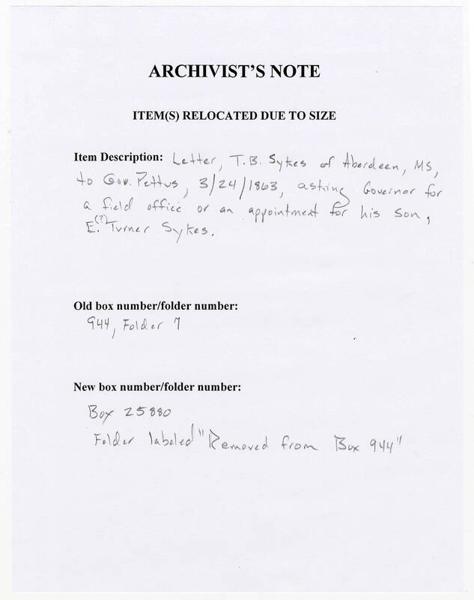 ARCHIVIST'S NOTE
ITEM(S) RELOCATED DUE TO SIZE
Item Description: Letter, T.B. Sykes of Aberdeen, MS,
to Gov. Pettus, 3/24/1863, asking Governor for
a field office or an appointment for his son,
E.(?) Turner Sykes.
Old box number/folder number:
944, Folder 7
New box number/folder number:
Box 25880
Folder labeled "Removed from Box 944"